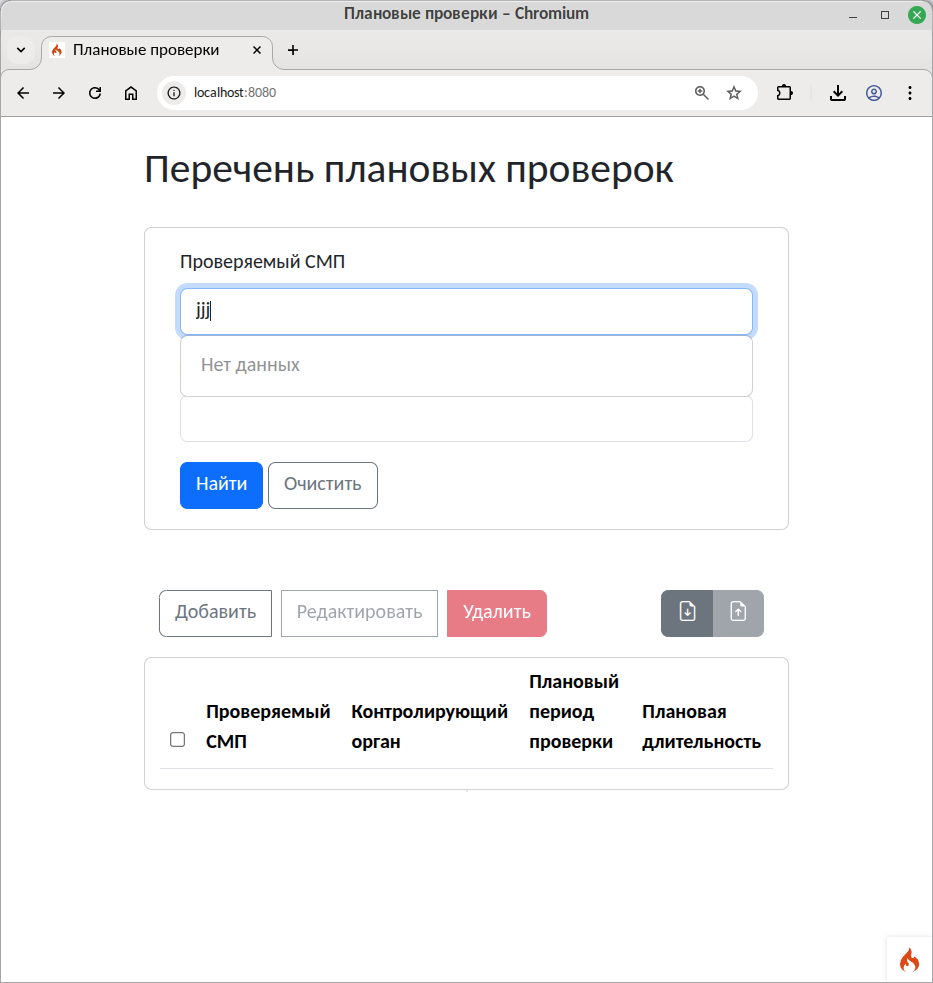 Плановые проверки – Chromium
Плановые проверки
localhost:8080
Перечень плановых проверок
Проверяемый СМП
jjj
Нет данных
Найти Очистить
Добавить Редактировать Удалить
Проверяемый СМП Контролирующий орган Плановый период проверки Плановая длительность